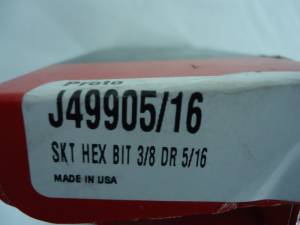 Proto
J49905/16
SKT HEX BIT 3/8 DR 5/16
MADE IN USA